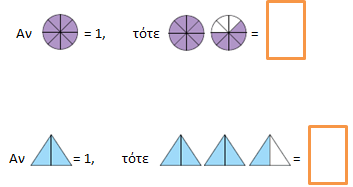 Αν = 1, τότε =
Αν = 1, τότε =